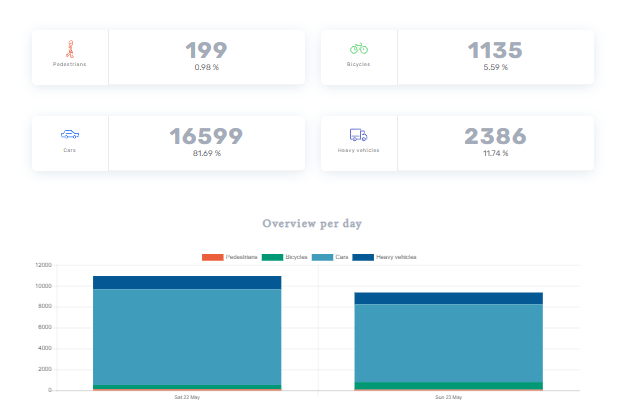 199
0.98 %
Pedestrians
1135
5.59 %
Bicycles
16599
81.69 %
Cars
2386
11.74 %
Heavy vehicles
Overview per day
Pedestrians Bicycles Cars Heavy vehicles
12000
10000
8000
6000
4000
2000
0
Sat 22 May Sun 23 May